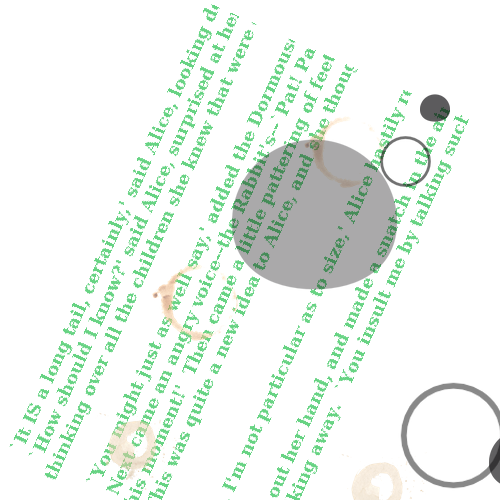 `It IS a long tail, certainly,' said Alice, looking
`How should I know?' said Alice, surprised at
thinking over all the children she knew that were
`You might just as well say,' added the Dormouse,
Next came an angry voice--the Rabbit's--`Pat! Pa
this moment!' Then came a little pattering of feet
This was quite a new idea to Alice, and she thoug
I'm not particular as to size,' Alice hastily
out her hand, and made a snatch in the
king away. `You insult me by talking such